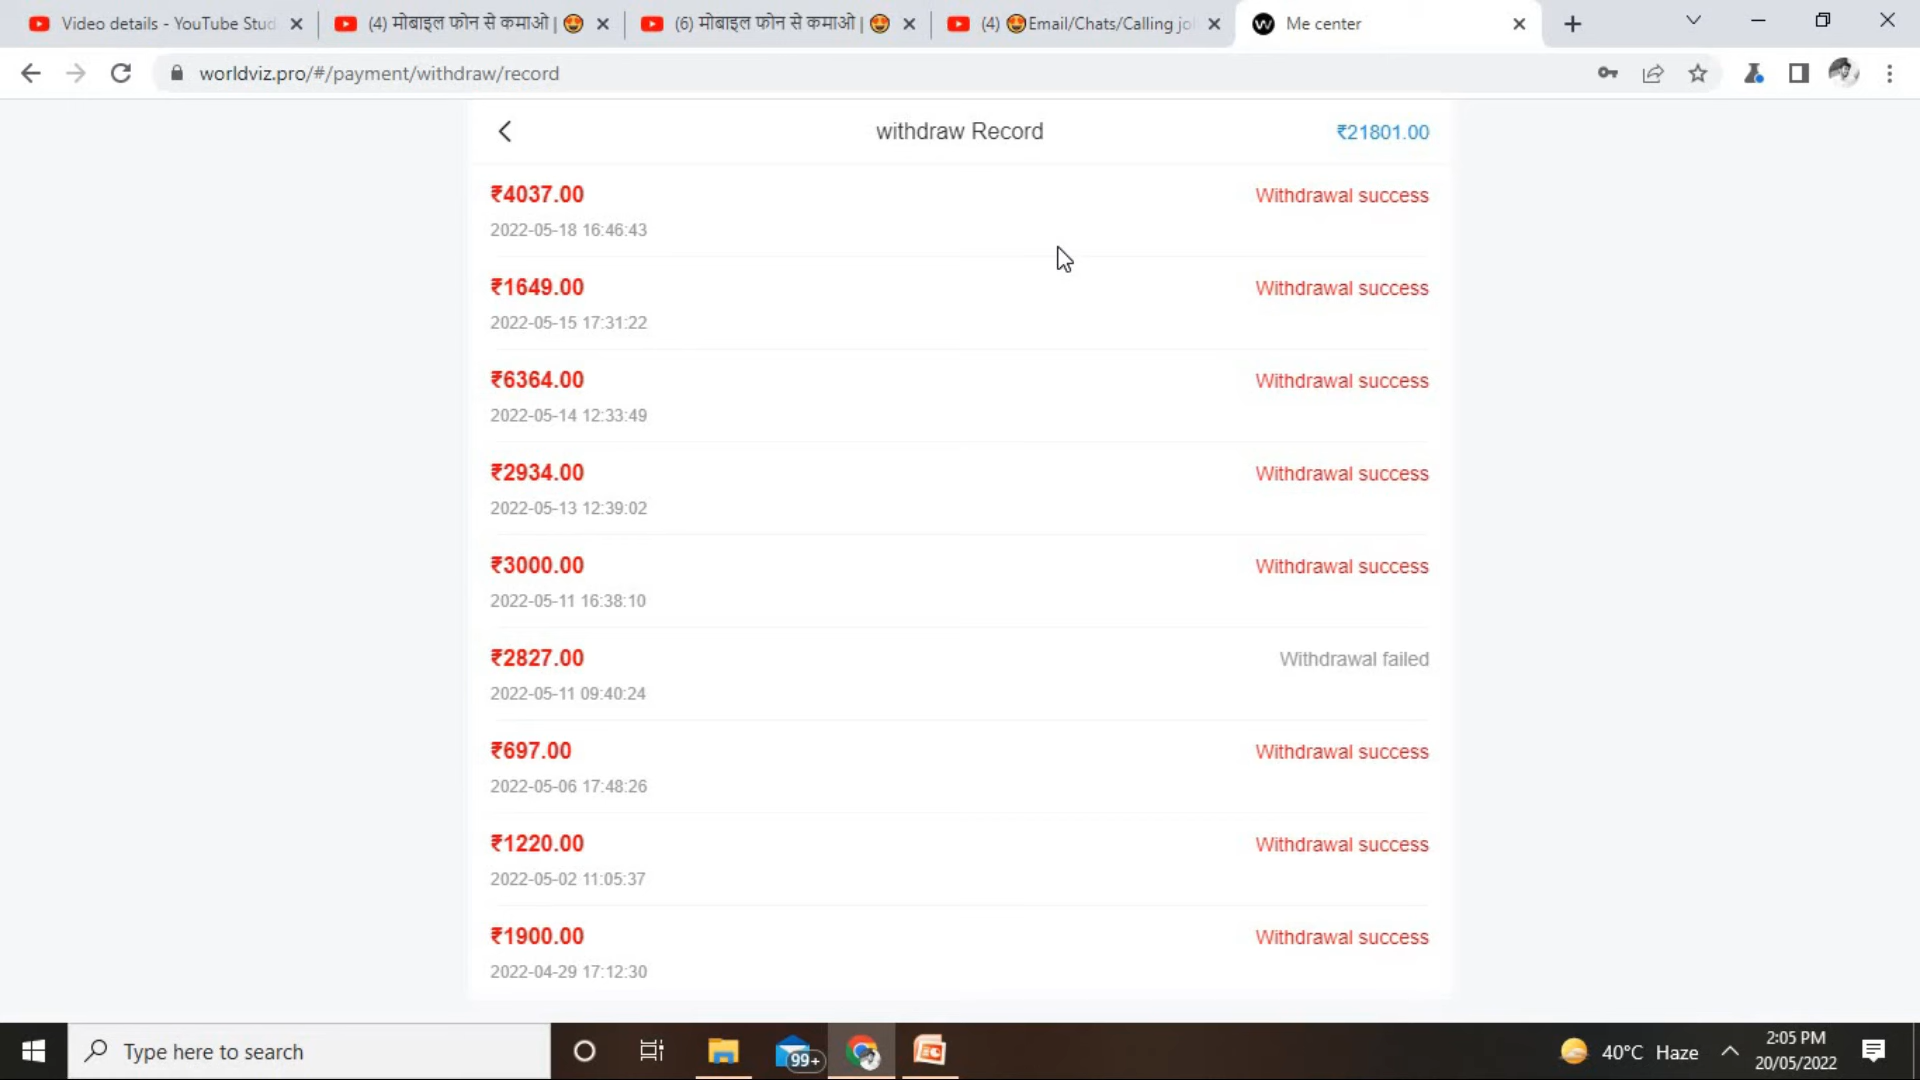 Video details - YouTube Stud
(4) मोबाइल फोन से कमाओ |
(6) मोबाइल फोन से कमाओ |
(4) Email/Chats/Calling jo
Me center
worldviz.pro/#/payment/withdraw/record
withdraw Record
₹21801.00
₹4037.00
Withdrawal success
2022-05-18 16:46:43
₹1649.00
Withdrawal success
2022-05-15 17:31:22
₹6364.00
Withdrawal success
2022-05-14 12:33:49
₹2934.00
Withdrawal success
2022-05-13 12:39:02
₹3000.00
Withdrawal success
2022-05-11 16:38:10
₹2827.00
Withdrawal failed
2022-05-11 09:40:24
₹697.00
Withdrawal success
2022-05-06 17:48:26
₹1220.00
Withdrawal success
2022-05-02 11:05:37
₹1900.00
Withdrawal success
2022-04-29 17:12:30
Type here to search
99+
40°C Haze
2:05 PM
20/05/2022